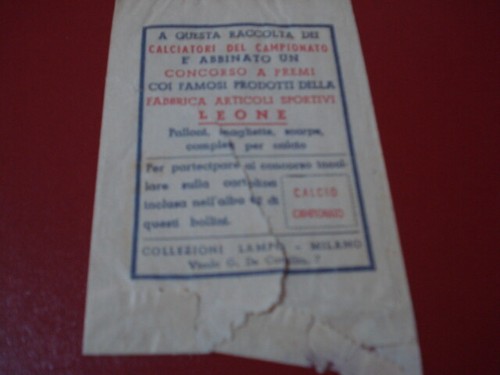 A QUESTA RACCOLTA DEI
CALCIATORI DEL CAMPIONATO
E' ABBINATO UN
CONCORSO A PREMI
COI FAMOSI PRODOTTI DELLA
FABBRICA ARTICOLI SPORTIVI
LEONE
Palloni, magliette, scarpe,
completi per calcio
Per partecipare al concorso incol-
lare sulla cartolina
inclusa nell'albo di
questi bollini.
CALCIO
CAMPIONATO
COLLEZIONI LAMPO - MILANO
G. De